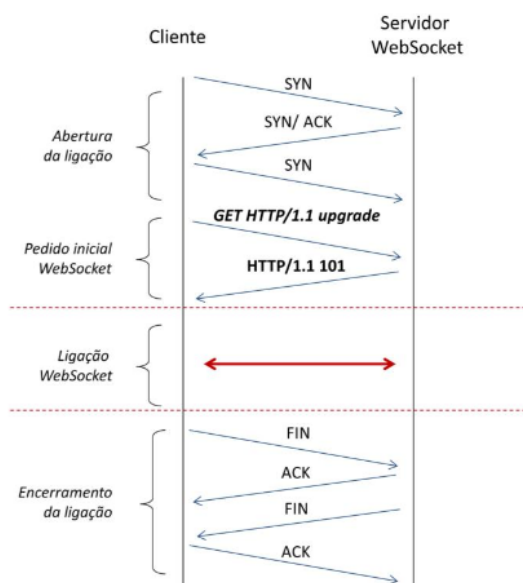 Cliente
Servidor
WebSocket
SYN
Abertura
da ligação
SYN/ ACK
SYN
GET HTTP/1.1 upgrade
Pedido inicial
WebSocket
HTTP/1.1 101
Ligação
WebSocket
FIN
ACK
Encerramento
da ligação
FIN
ACK